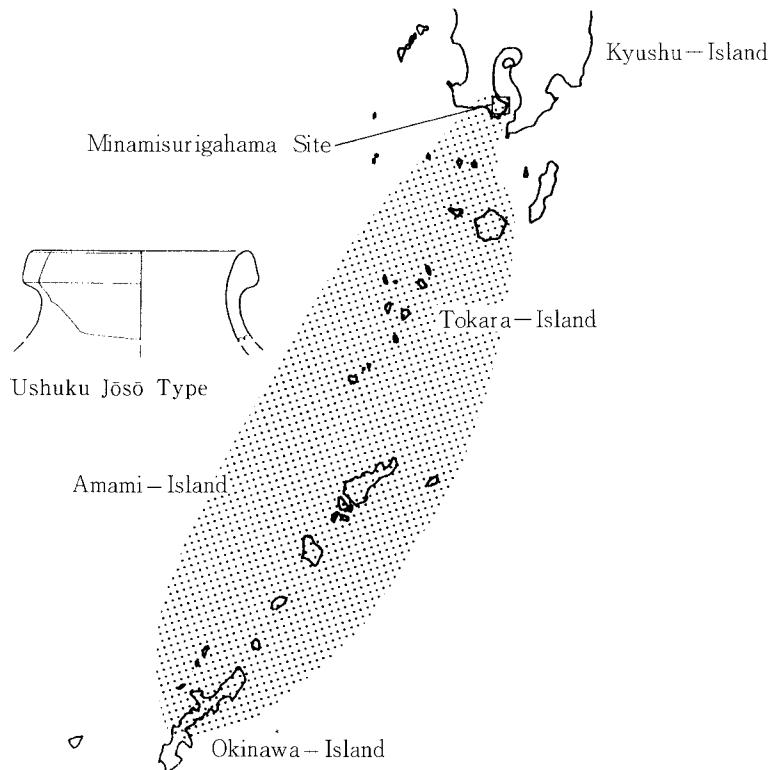 Kyushu－Island
Minamisurigahama Site
Tokara－Island
Ushuku Jōsō Type
Amami－Island
Okinawa－Island